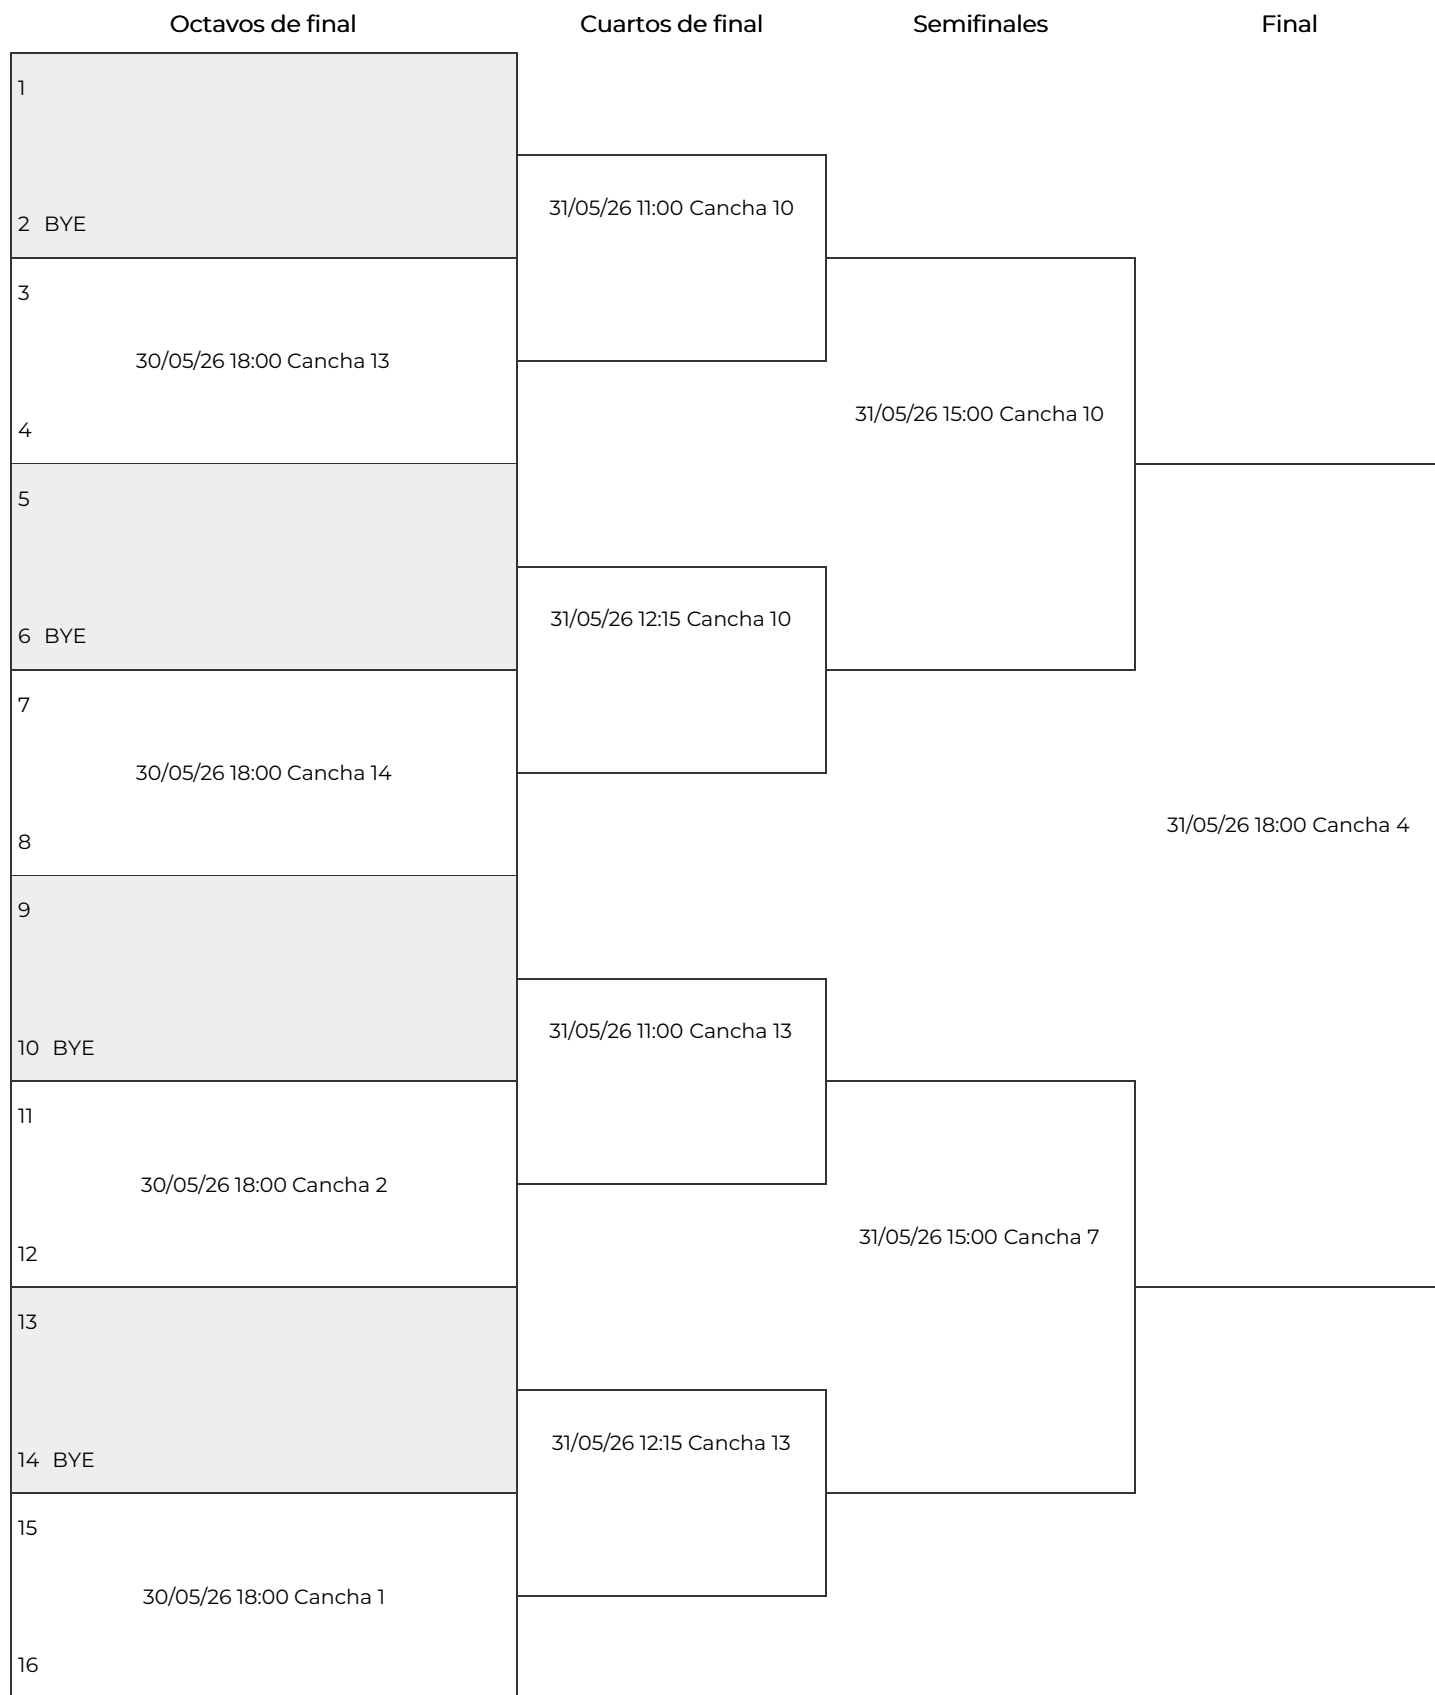 Octavos de final
Cuartos de final
Semifinales
Final
1
2 BYE
3
30/05/26 18:00 Cancha 13
4
5
6 BYE
7
30/05/26 18:00 Cancha 14
8
9
10 BYE
11
30/05/26 18:00 Cancha 2
12
13
14 BYE
15
30/05/26 18:00 Cancha 1
16
31/05/26 11:00 Cancha 10
31/05/26 12:15 Cancha 10
31/05/26 11:00 Cancha 13
31/05/26 12:15 Cancha 13
31/05/26 15:00 Cancha 10
31/05/26 15:00 Cancha 7
31/05/26 18:00 Cancha 4